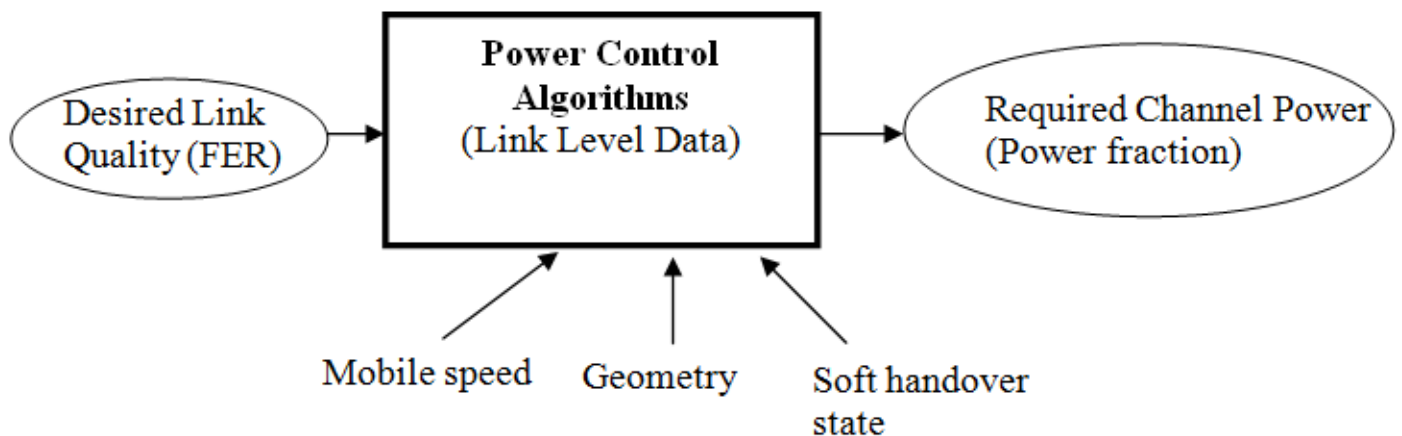 Power Control
Algorithms
(Link Level Data)
Desired Link
Quality (FER)
Required Channel Power
(Power fraction)
Mobile speed
Geometry
Soft handover
state